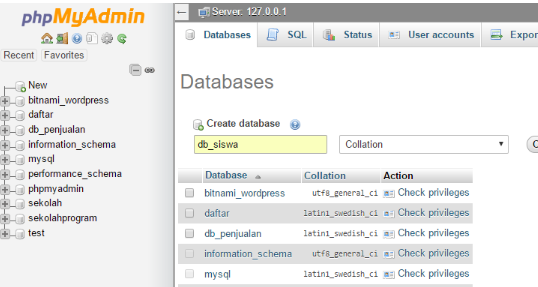 phpMyAdmin
Recent Favorites
New
bitnami_wordpress
daftar
db_penjualan
information_schema
mysql
performance_schema
phpmyadmin
sekolah
sekolahprogram
test
Server: 127.0.0.1
Databases SQL Status User accounts Expor
Databases
Create database
db_siswa Collation
Database Collation Action
bitnami_wordpress utf8_general_ci Check privileges
daftar latin1_swedish_ci Check privileges
db_penjualan latin1_swedish_ci Check privileges
information_schema utf8_general_ci Check privileges
mysql latin1_swedish_ci Check privileges